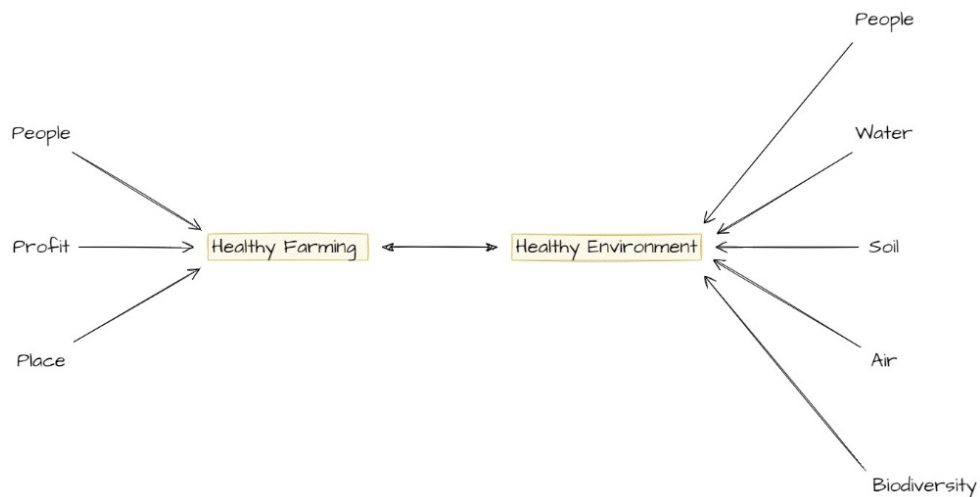 People
People
Water
Profit
Healthy Farming
Healthy Environment
Soil
Place
Air
Biodiversity